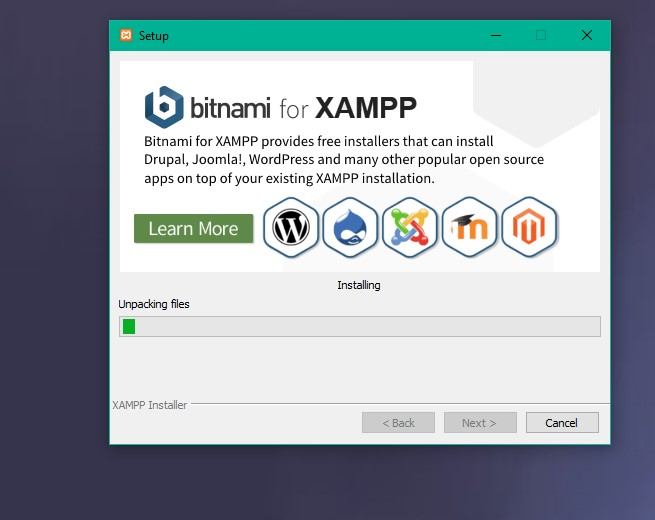 Setup
bitnami for XAMPP
Bitnami for XAMPP provides free installers that can install
Drupal, Joomla!, WordPress and many other popular open source
apps on top of your existing XAMPP installation.
Learn More
Installing
Unpacking files
XAMPP Installer
< Back
Next >
Cancel